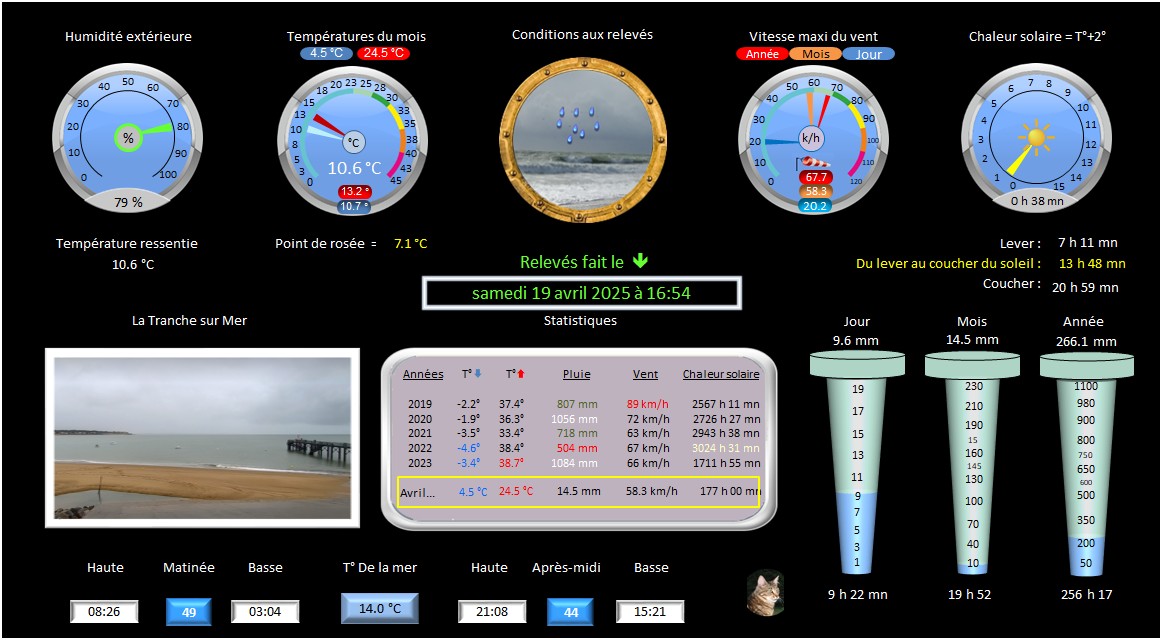 Humidité extérieure
Températures du mois
4.5 °C 24.5 °C
Conditions aux relevés
Vitesse maxi du vent
Année Mois Jour
Chaleur solaire = T°+2°
0 10 20 30 40 50 60 70 80 90 100
%
79 %
0 3 5 8 10 13 15 18 20 23 25 28 30 33 35 38 40 43 45
°C
10.6 °C
13.2 °
10.7 °
0 10 20 30 40 50 60 70 80 90 100 110 120
k/h
67.7
58.3
20.2
0 1 2 3 4 5 6 7 8 9 10 11 12 13 14 15
0 h 38 mn
Température ressentie
10.6 °C
Point de rosée = 7.1 °C
Relevés fait le
samedi 19 avril 2025 à 16:54
Lever : 7 h 11 mn
Du lever au coucher du soleil : 13 h 48 mn
Coucher : 20 h 59 mn
La Tranche sur Mer
Statistiques
Années T° T° Pluie Vent Chaleur solaire
2019 -2.2° 37.4° 807 mm 89 km/h 2567 h 11 mn
2020 -1.9° 36.3° 1056 mm 72 km/h 2726 h 27 mn
2021 -3.5° 33.4° 718 mm 63 km/h 2943 h 38 mn
2022 -4.6° 38.4° 504 mm 67 km/h 3024 h 31 mn
2023 -3.4° 38.7° 1084 mm 66 km/h 1711 h 55 mn
Avril... 4.5 °C 24.5 °C 14.5 mm 58.3 km/h 177 h 00 mn
Jour
9.6 mm
19
17
15
13
11
9
7
5
3
1
9 h 22 mn
Mois
14.5 mm
230
210
190
15
160
145
130
100
70
40
10
19 h 52
Année
266.1 mm
1100
980
900
800
750
650
600
500
350
200
50
256 h 17
Haute Matinée Basse
08:26 49 03:04
T° De la mer
14.0 °C
Haute Après-midi Basse
21:08 44 15:21